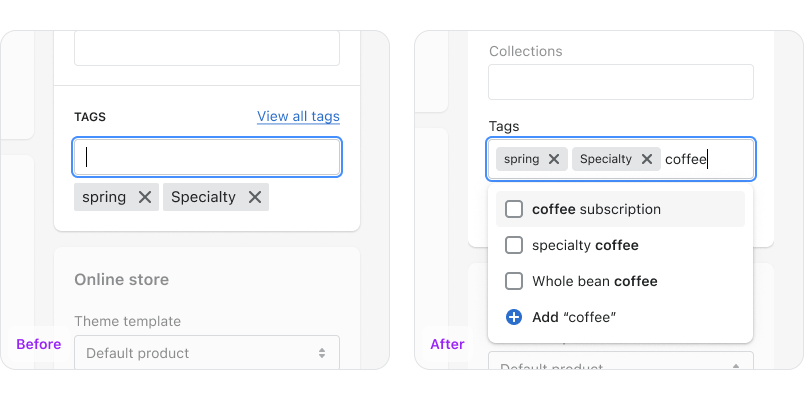 TAGS View all tags
spring Specialty
Online store
Theme template
Default product
Before
Collections
Tags
spring Specialty coffee
coffee subscription
specialty coffee
Whole bean coffee
Add “coffee”
Default product
After